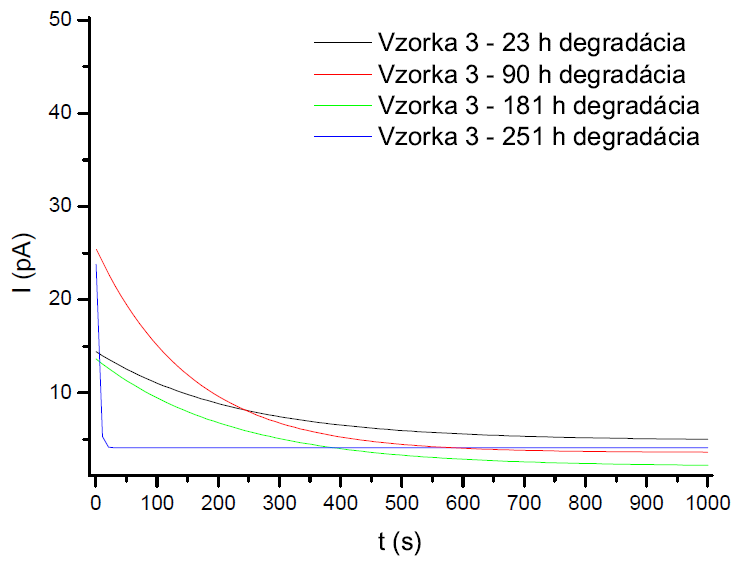 50
Vzorka 3 - 23 h degradácia
Vzorka 3 - 90 h degradácia
Vzorka 3 - 181 h degradácia
Vzorka 3 - 251 h degradácia
40
30
I (pA)
20
10
0 100 200 300 400 500 600 700 800 900 1000
t (s)